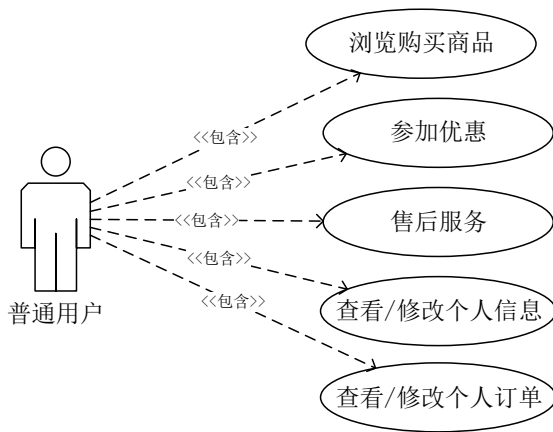 浏览购买商品
<<包含>>
参加优惠
<<包含>>
售后服务
<<包含>>
<<包含>>
查看/修改个人信息
<<包含>>
普通用户
查看/修改个人订单